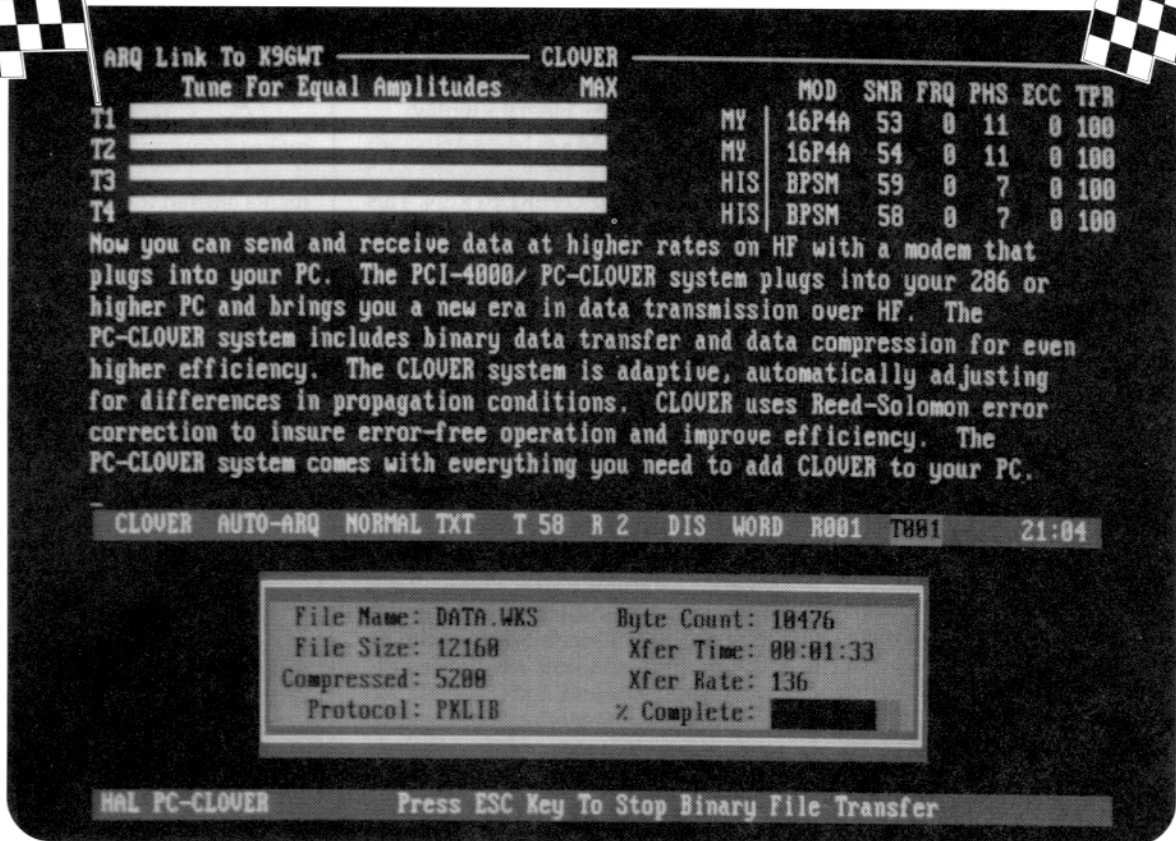 ARQ Link To K9GWT CLOVER
Tune For Equal Amplitudes MAX
MOD SNR FRQ PHS ECC TPR
T1
MY 16P4A 53 0 11 0 100
T2
MY 16P4A 54 0 11 0 100
T3
HIS BPSM 59 0 7 0 100
T4
HIS BPSM 58 0 7 0 100
Now you can send and receive data at higher rates on HF with a modem that
plugs into your PC. The PCI-4000/ PC-CLOVER system plugs into your 286 or
higher PC and brings you a new era in data transmission over HF. The
PC-CLOVER system includes binary data transfer and data compression for even
higher efficiency. The CLOVER system is adaptive, automatically adjusting
for differences in propagation conditions. CLOVER uses Reed-Solomon error
correction to insure error-free operation and improve efficiency. The
PC-CLOVER system comes with everything you need to add CLOVER to your PC.
CLOVER AUTO-ARQ NORMAL TXT T 58 R 2 DIS WORD R001 T001 21:04
File Name: DATA.WKS Byte Count: 10476
File Size: 12160 Xfer Time: 00:01:33
Compressed: 5200 Xfer Rate: 136
Protocol: PKLIB % Complete:
HAL PC-CLOVER Press ESC Key To Stop Binary File Transfer